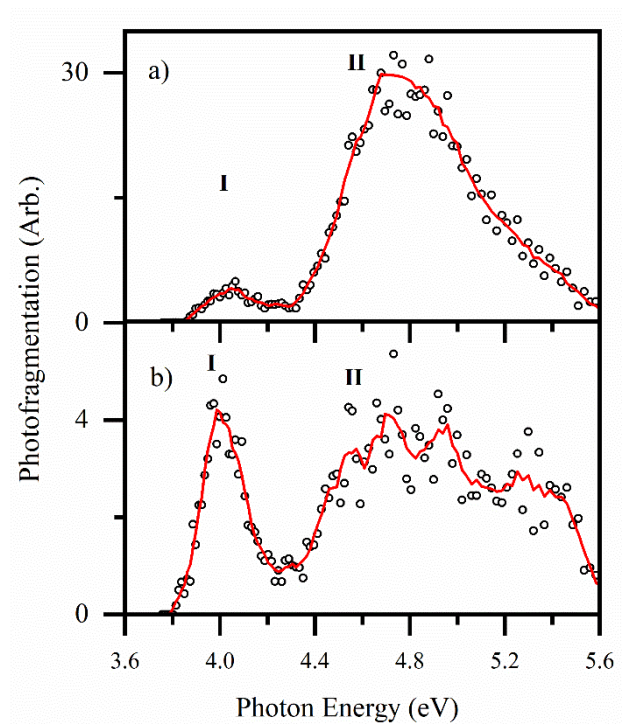 30
a)
II
I
0
Photofragmentation (Arb.)
I
b)
II
4
0
3.6 4.0 4.4 4.8 5.2 5.6
Photon Energy (eV)